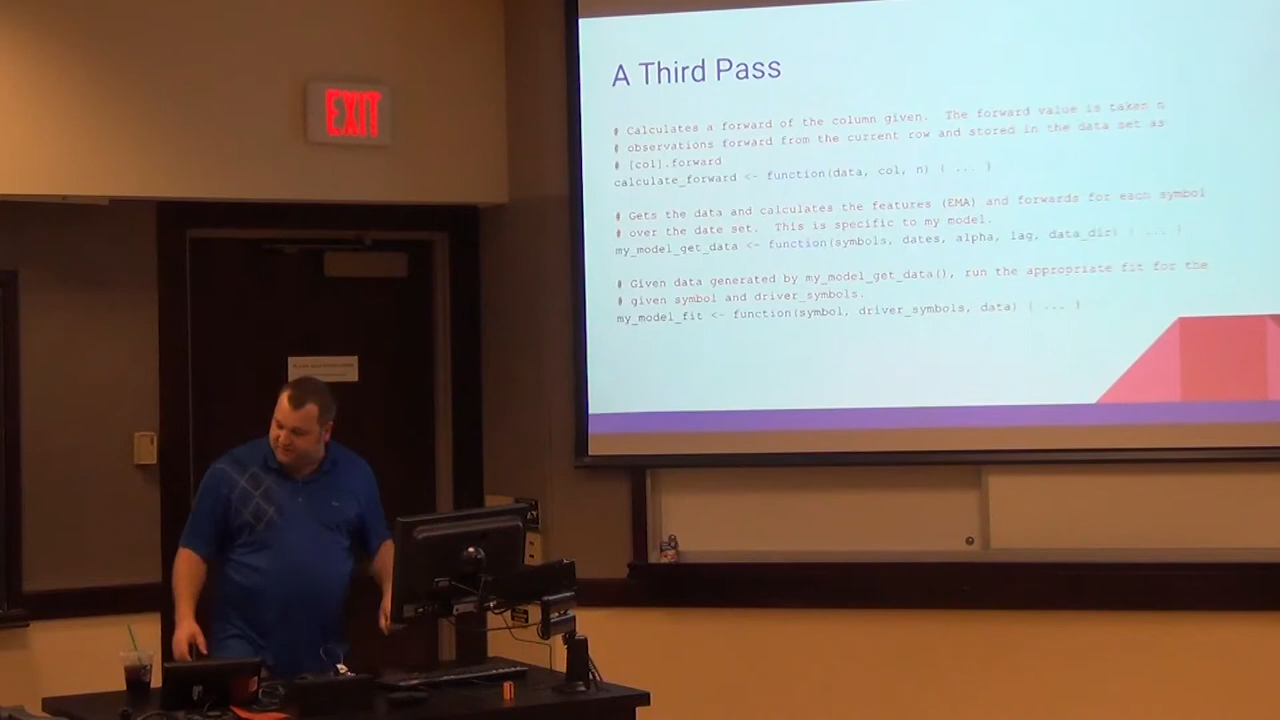 EXIT
A Third Pass
# Calculates a forward of the column given. The forward value is taken n
# observations forward from the current row and stored in the data set as
# [col].forward
calculate_forward <- function(data, col, n) { ... }
# Gets the data and calculates the features (EMA) and forwards for each symbol
# over the date set. This is specific to my model.
my_model_get_data <- function(symbols, dates, alpha, lag, data_dir) { ... }
# Given data generated by my_model_get_data(), run the appropriate fit for the
# given symbol and driver_symbols.
my_model_fit <- function(symbol, driver_symbols, data) { ... }